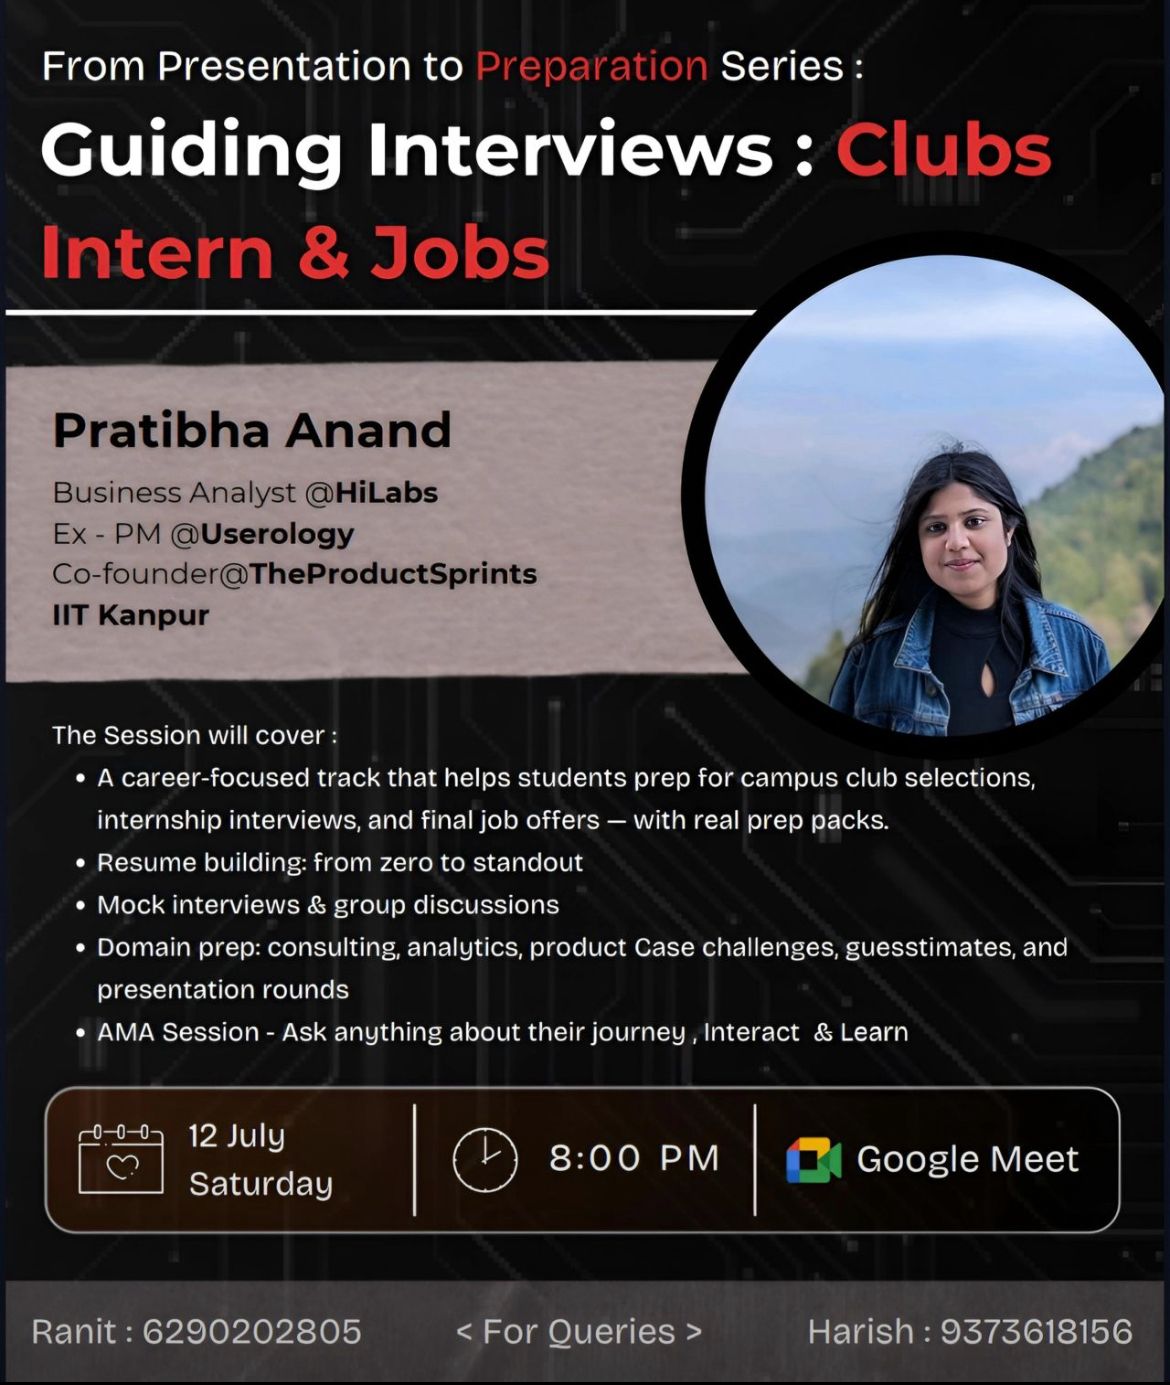 From Presentation to Preparation Series :
Guiding Interviews : Clubs
Intern & Jobs
Pratibha Anand
Business Analyst @HiLabs
Ex - PM @Userology
Co-founder@TheProductSprints
IIT Kanpur
The Session will cover :
• A career-focused track that helps students prep for campus club selections,
internship interviews, and final job offers — with real prep packs.
• Resume building: from zero to standout
• Mock interviews & group discussions
• Domain prep: consulting, analytics, product Case challenges, guesstimates, and
presentation rounds
• AMA Session - Ask anything about their journey , Interact & Learn
12 July
Saturday
8:00 PM
Google Meet
Ranit : 6290202805
< For Queries >
Harish : 9373618156